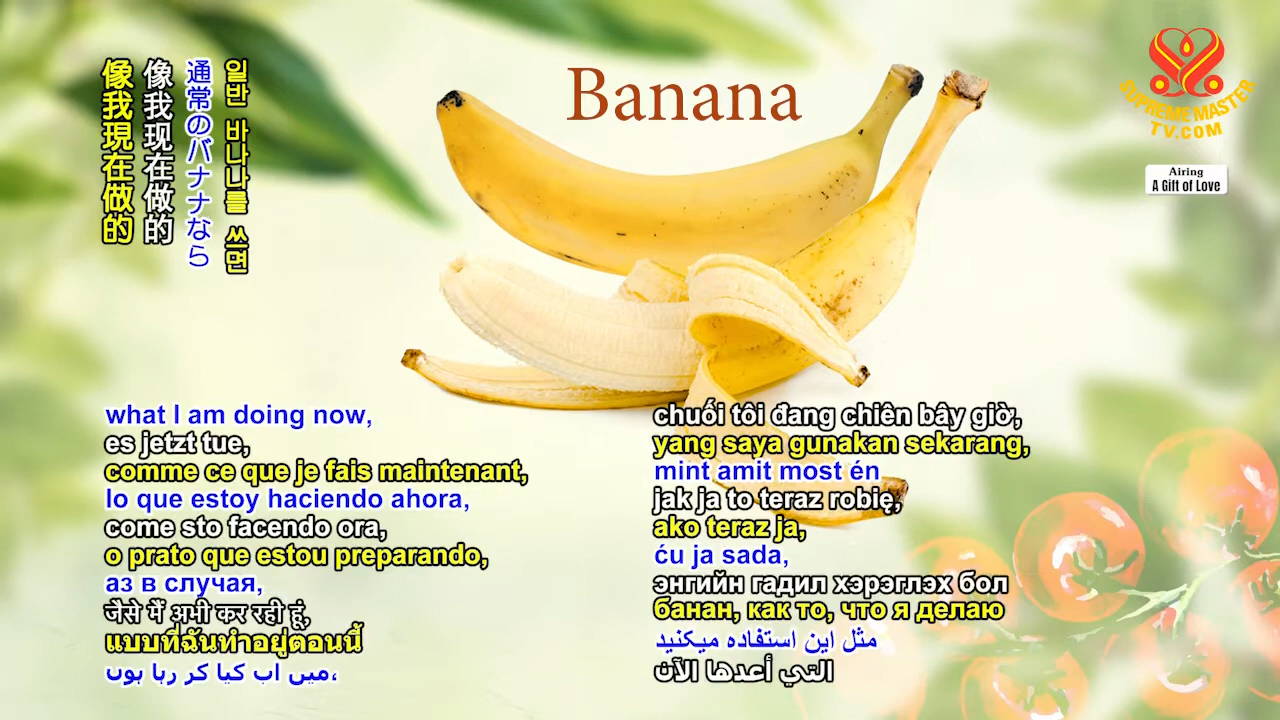 像我現在做的
像我现在做的
通常のバナナなら
일반 바나나를 쓰면
Banana
SUPREME MASTER
TV.COM
Airing
A Gift of Love
what I am doing now,
es jetzt tue,
comme ce que je fais maintenant,
lo que estoy haciendo ahora,
come sto facendo ora,
o prato que estou preparando,
аз в случая,
जैसे मैं अभी कर रही हूं,
แบบที่ฉันทำอยู่ตอนนี้
میں اب کیا کر رہا ہوں،
chuối tôi đang chiên bây giờ,
yang saya gunakan sekarang,
mint amit most én
jak ja to teraz robię,
ako teraz ja,
ću ja sada,
энгийн гадил хэрэглэх бол
банан, как то, что я делаю
مثل این استفاده میکنید
التي أعدها الآن